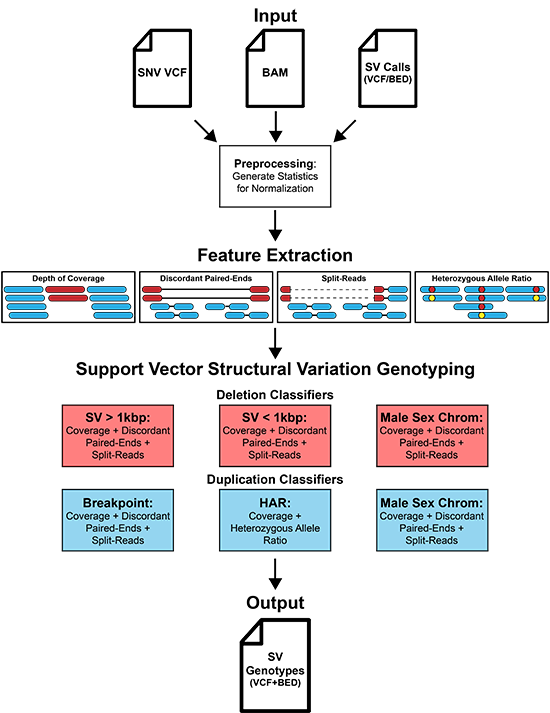 Input
SNV VCF
BAM
SV Calls
(VCF/BED)
Preprocessing:
Generate Statistics
for Normalization
Feature Extraction
Depth of Coverage
Discordant Paired-Ends
Split-Reads
Heterozygous Allele Ratio
Support Vector Structural Variation Genotyping
Deletion Classifiers
SV > 1kbp:
Coverage + Discordant
Paired-Ends +
Split-Reads
SV < 1kbp:
Coverage + Discordant
Paired-Ends +
Split-Reads
Male Sex Chrom:
Coverage + Discordant
Paired-Ends +
Split-Reads
Duplication Classifiers
Breakpoint:
Coverage + Discordant
Paired-Ends +
Split-Reads
HAR:
Coverage +
Heterozygous Allele
Ratio
Male Sex Chrom:
Coverage + Discordant
Paired-Ends +
Split-Reads
Output
SV
Genotypes
(VCF+BED)